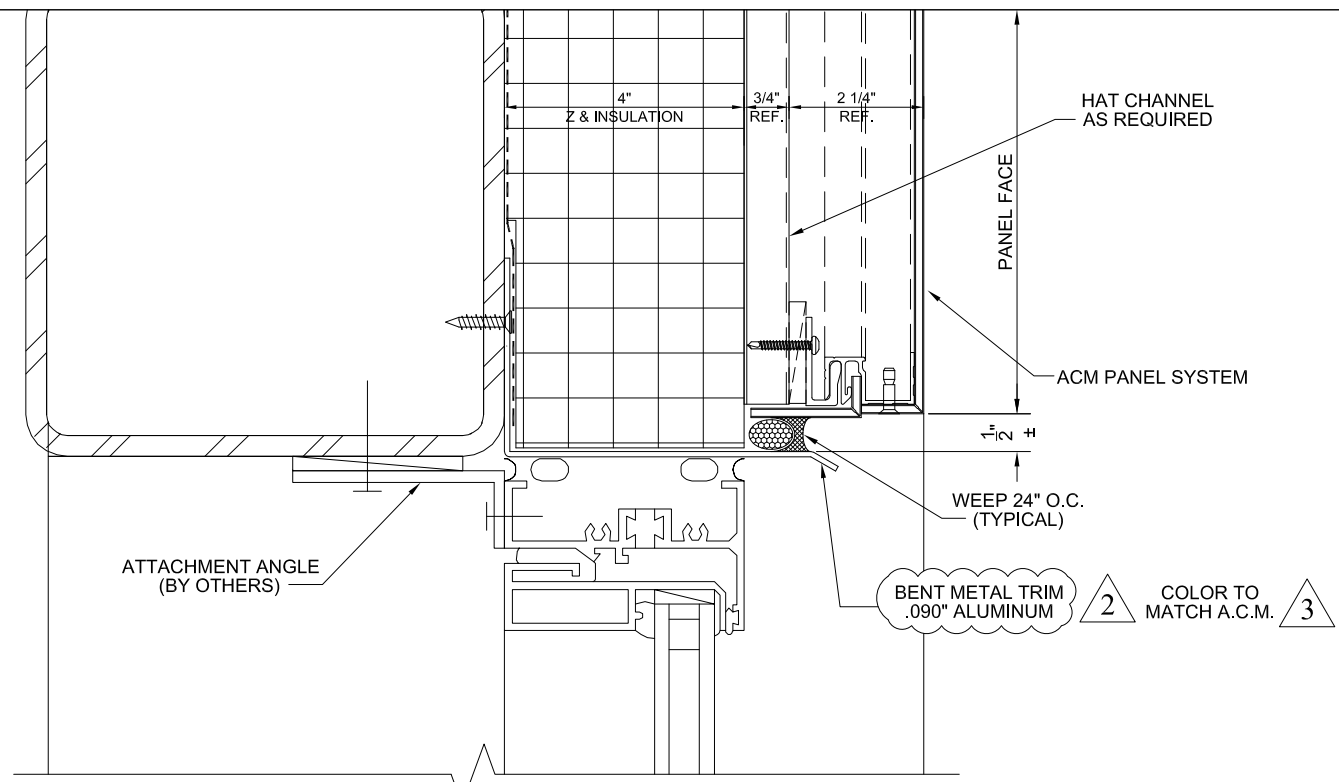 4"
Z & INSULATION
3/4"
REF.
2 1/4"
REF.
HAT CHANNEL
AS REQUIRED
PANEL FACE
ACM PANEL SYSTEM
1/2" ±
WEEP 24" O.C.
(TYPICAL)
ATTACHMENT ANGLE
(BY OTHERS)
BENT METAL TRIM
.090" ALUMINUM
2
COLOR TO
MATCH A.C.M.
3